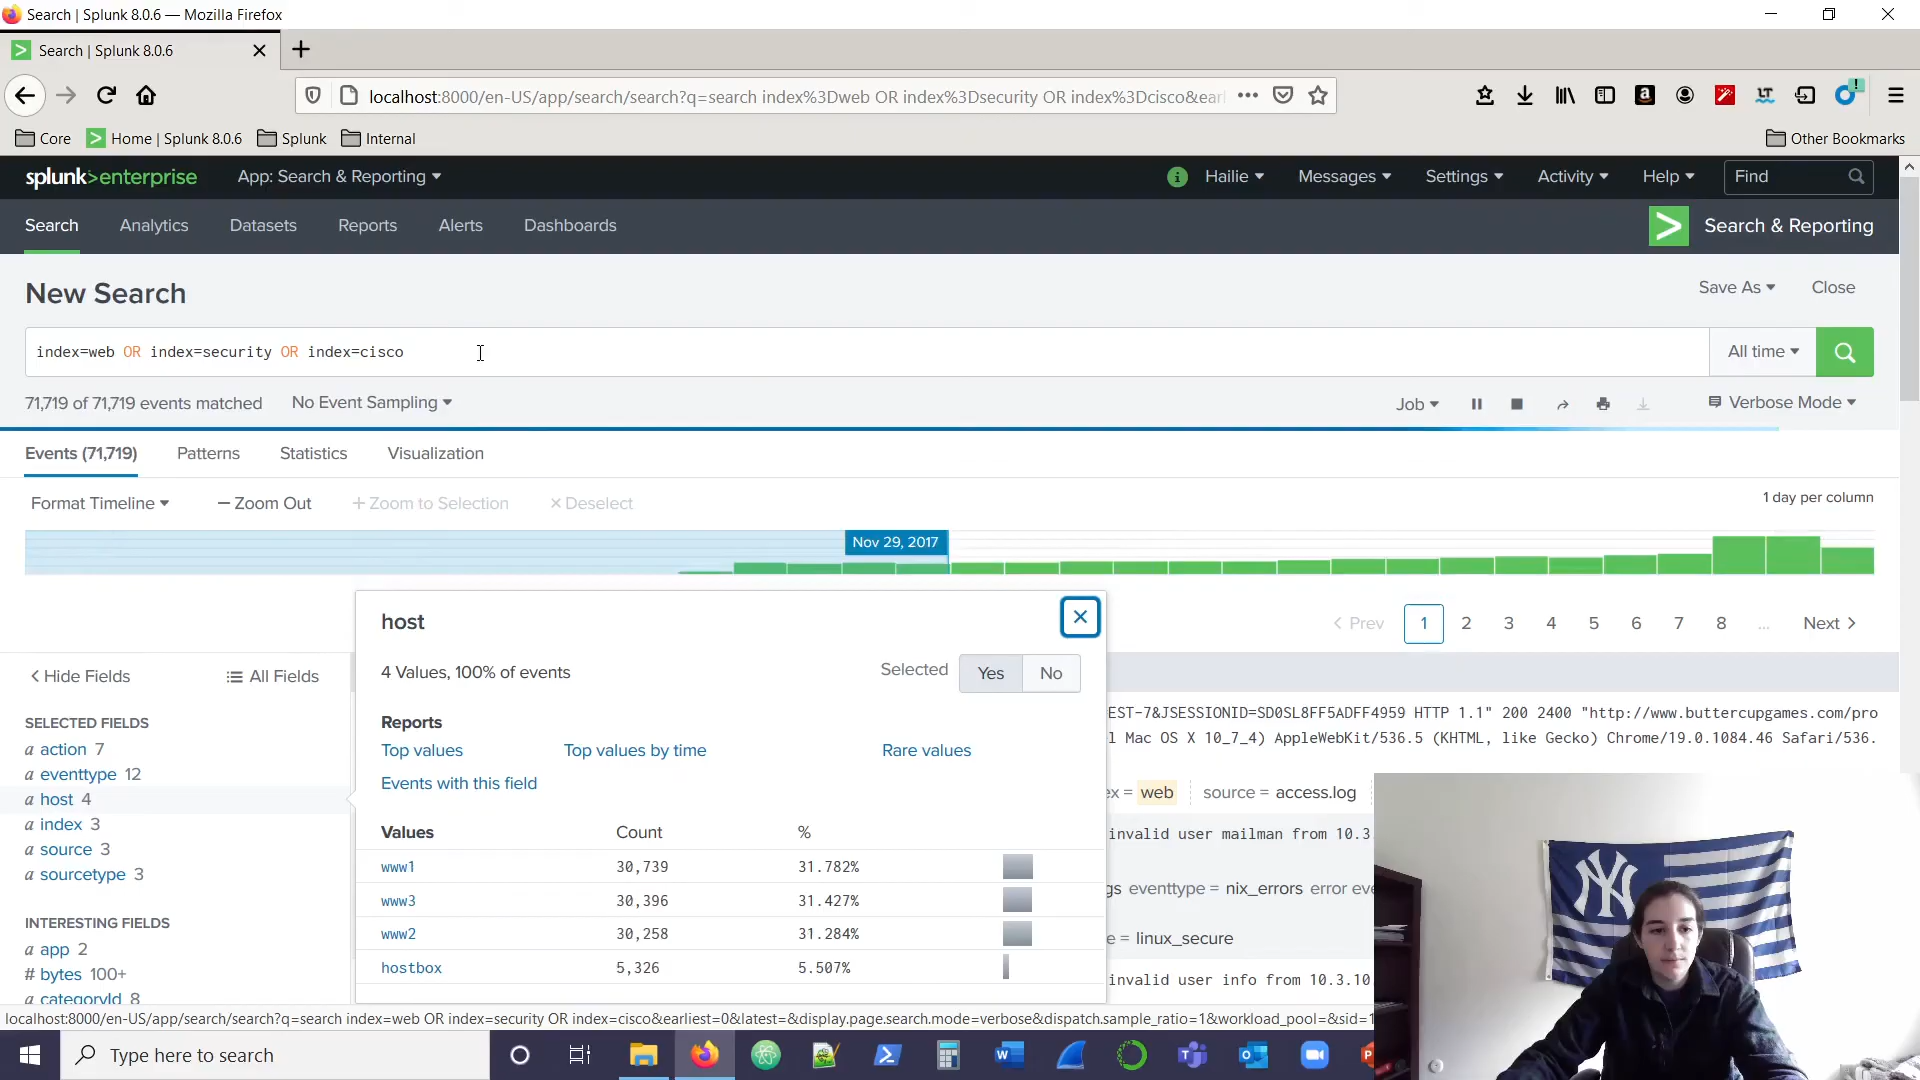 Search | Splunk 8.0.6 — Mozilla Firefox
Search | Splunk 8.0.6
localhost:8000/en-US/app/search/search?q=search index%3Dweb OR index%3Dsecurity OR index%3Dcisco&earl
Core
Home | Splunk 8.0.6
Splunk
Internal
Other Bookmarks
splunk>enterprise
App: Search & Reporting
Hailie
Messages
Settings
Activity
Help
Find
Search
Analytics
Datasets
Reports
Alerts
Dashboards
Search & Reporting
New Search
Save As
Close
index=web OR index=security OR index=cisco
All time
71,719 of 71,719 events matched
No Event Sampling
Job
Verbose Mode
Events (71,719)
Patterns
Statistics
Visualization
Format Timeline
— Zoom Out
+ Zoom to Selection
× Deselect
1 day per column
Nov 29, 2017
host
< Prev 1 2 3 4 5 6 7 8 ... Next >
4 Values, 100% of events
Selected
Yes
No
< Hide Fields
All Fields
Reports
Top values
Top values by time
Rare values
Events with this field
SELECTED FIELDS
a action 7
a eventtype 12
a host 4
a index 3
a source 3
a sourcetype 3
INTERESTING FIELDS
a app 2
# bytes 100+
a categoryId 8
Values Count %
www1 30,739 31.782%
www3 30,396 31.427%
www2 30,258 31.284%
hostbox 5,326 5.507%
EST-7&JSESSIONID=SD0SL8FF5ADFF4959 HTTP 1.1" 200 2400 "http://www.buttercupgames.com/pro
l Mac OS X 10_7_4) AppleWebKit/536.5 (KHTML, like Gecko) Chrome/19.0.1084.46 Safari/536.
ex = web
source = access.log
invalid user mailman from 10.3.
gs eventtype = nix_errors error eve
e = linux_secure
invalid user info from 10.3.10
localhost:8000/en-US/app/search/search?q=search index=web OR index=security OR index=cisco&earliest=0&latest=&display.page.search.mode=verbose&dispatch.sample_ratio=1&workload_pool=&sid=1
Type here to search
NY